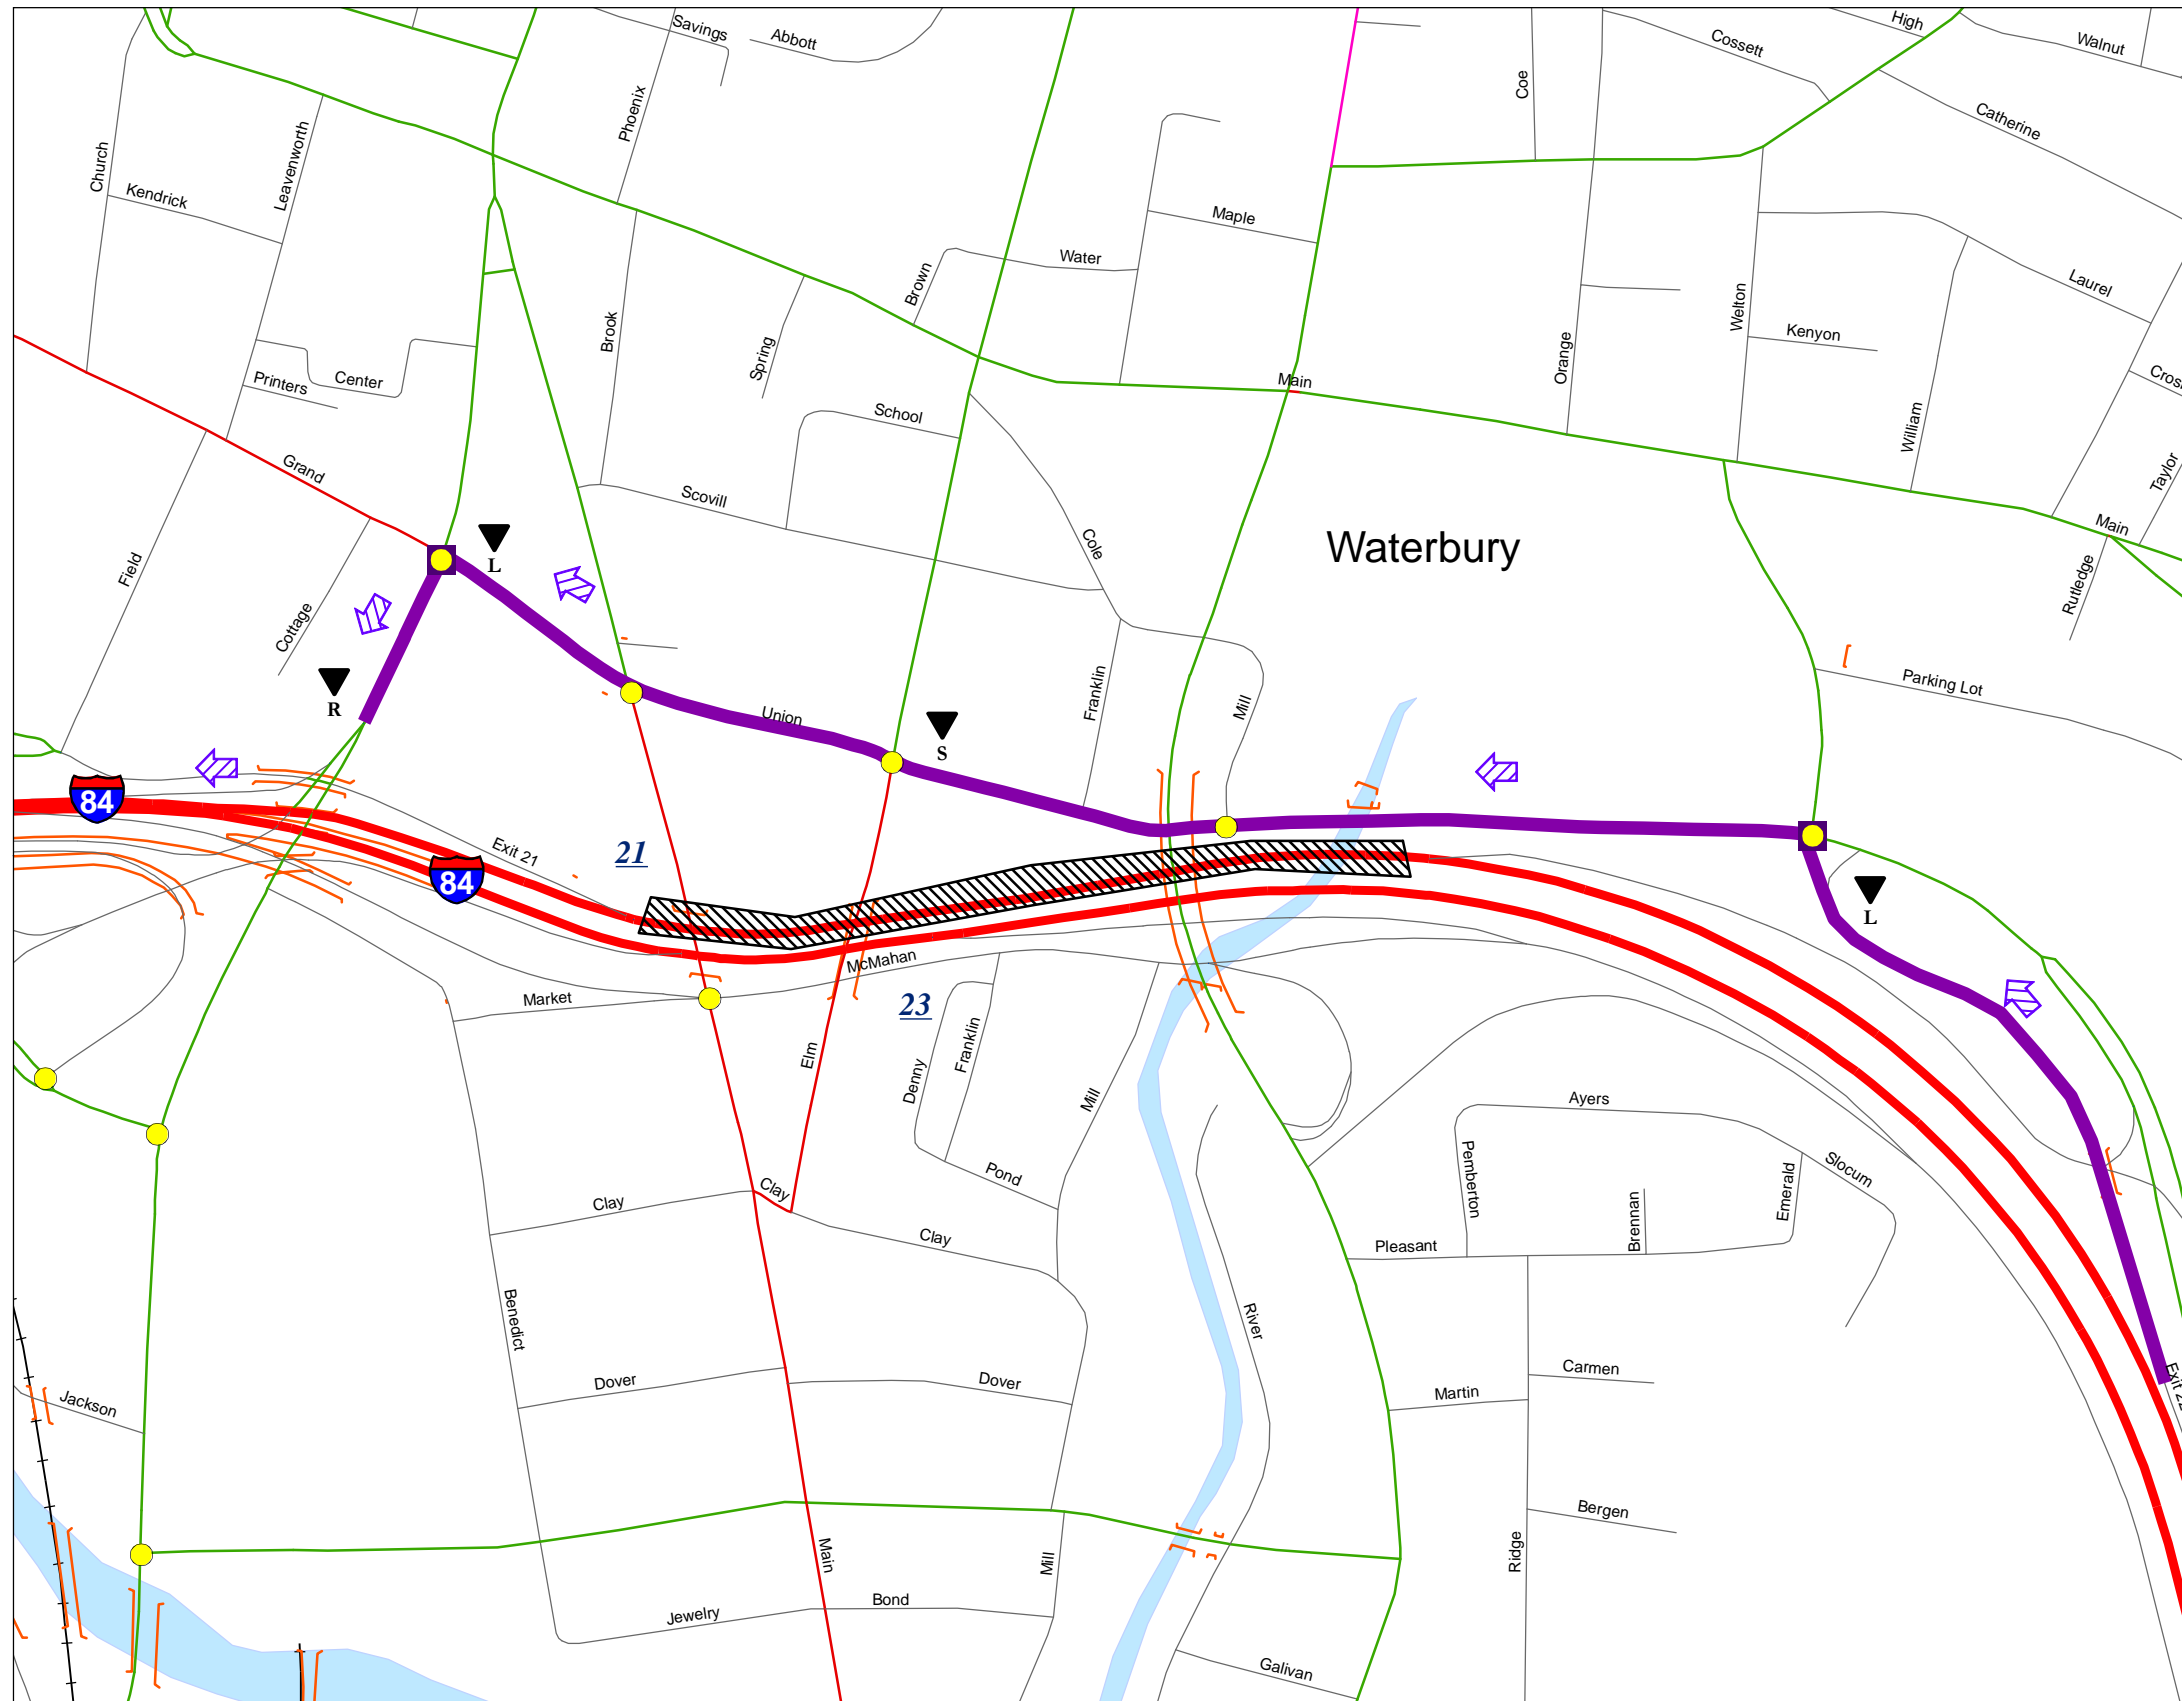 Savings
Abbott
High
Cossett
Walnut
Coe
Phoenix
Catherine
Church
Leavenworth
Kendrick
Maple
Water
Brown
Laurel
Welton
Kenyon
Orange
Brook
Spring
Center
Printers
Main
School
William
Grand
Scovill
Taylor
Main
Cole
Waterbury
L
Field
Rutledge
Cottage
Parking Lot
R
Franklin
Mill
Union
S
84
Exit 21
21
84
L
McMahan
Market
23
Elm
Denny
Franklin
Mill
Ayers
Pemberton
Pond
Slocum
Emerald
Clay
Clay
Brennan
Clay
Pleasant
Benedict
River
Dover
Dover
Carmen
Martin
Jackson
Main
Mill
Ridge
Bergen
Bond
Jewelry
Galivan